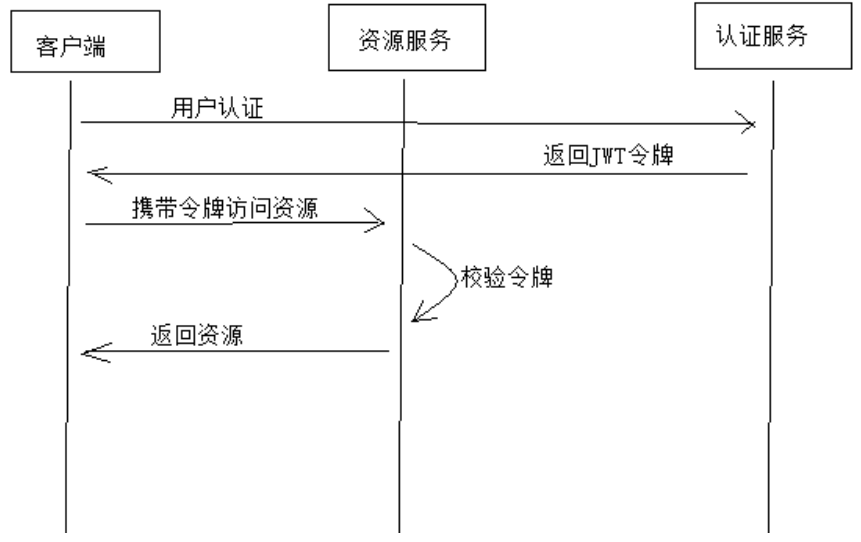 客户端
资源服务
认证服务
用户认证
返回JWT令牌
携带令牌访问资源
校验令牌
返回资源